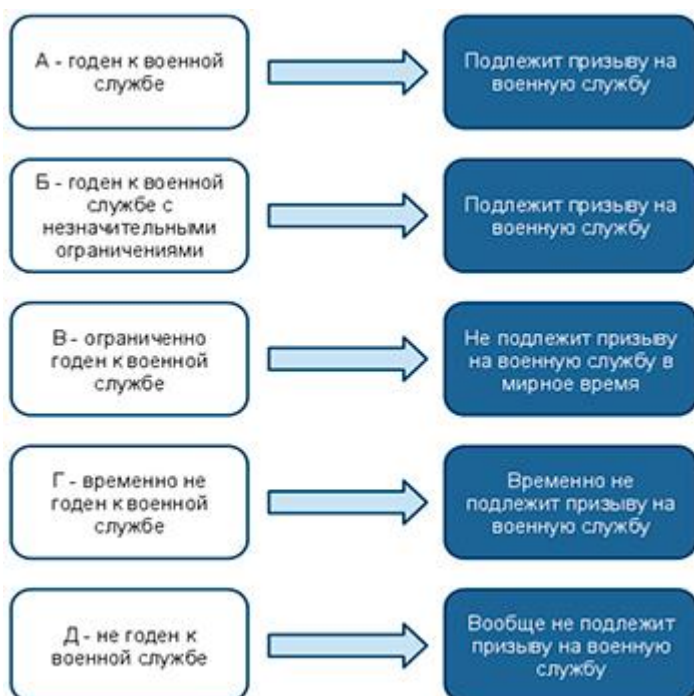 А - годен к военной
службе
Подлежит призыву на
военную службу
Б - годен к военной
службе с
незначительными
ограничениями
Подлежит призыву на
военную службу
В - ограниченно
годен к военной
службе
Не подлежит призыву
на военную службу в
мирное время
Г - временно не
годен к военной
службе
Временно не
подлежит призыву на
военную службу
Д - не годен к
военной службе
Вообще не подлежит
призыву на военную
службу